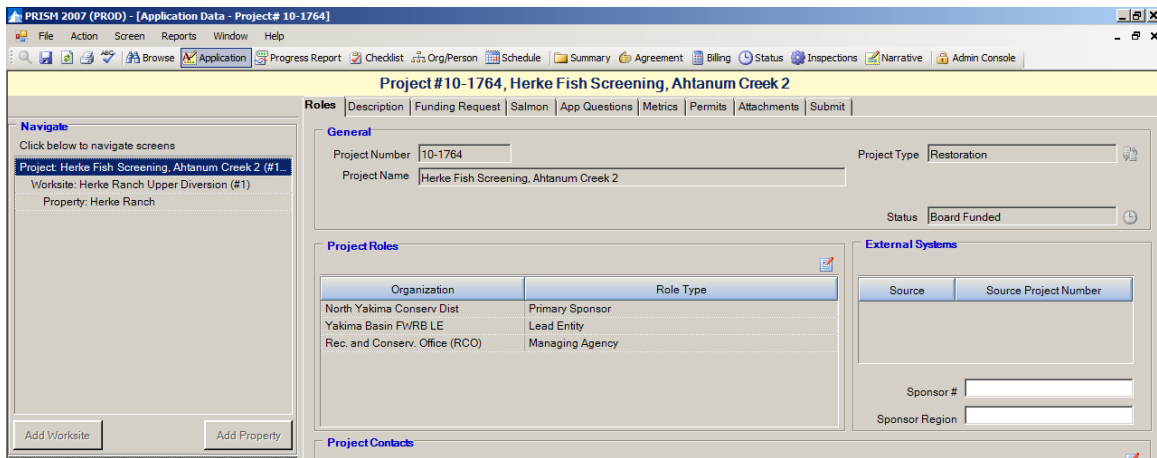 PRISM 2007 (PROD) - [Application Data - Project# 10-1764]
File Action Screen Reports Window Help
Browse Application Progress Report Checklist Org/Person Schedule Summary Agreement Billing Status Inspections Narrative Admin Console
Project #10-1764, Herke Fish Screening, Ahtanum Creek 2
Roles Description Funding Request Salmon App Questions Metrics Permits Attachments Submit
Navigate
Click below to navigate screens
Project: Herke Fish Screening, Ahtanum Creek 2 (#1...
Worksite: Herke Ranch Upper Diversion (#1)
Property: Herke Ranch
Add Worksite Add Property
General
Project Number 10-1764 Project Type Restoration
Project Name Herke Fish Screening, Ahtanum Creek 2
Status Board Funded
Project Roles
Organization Role Type
North Yakima Conserv Dist Primary Sponsor
Yakima Basin FWRB LE Lead Entity
Rec. and Conserv. Office (RCO) Managing Agency
External Systems
Source Source Project Number
Sponsor #
Sponsor Region
Project Contacts